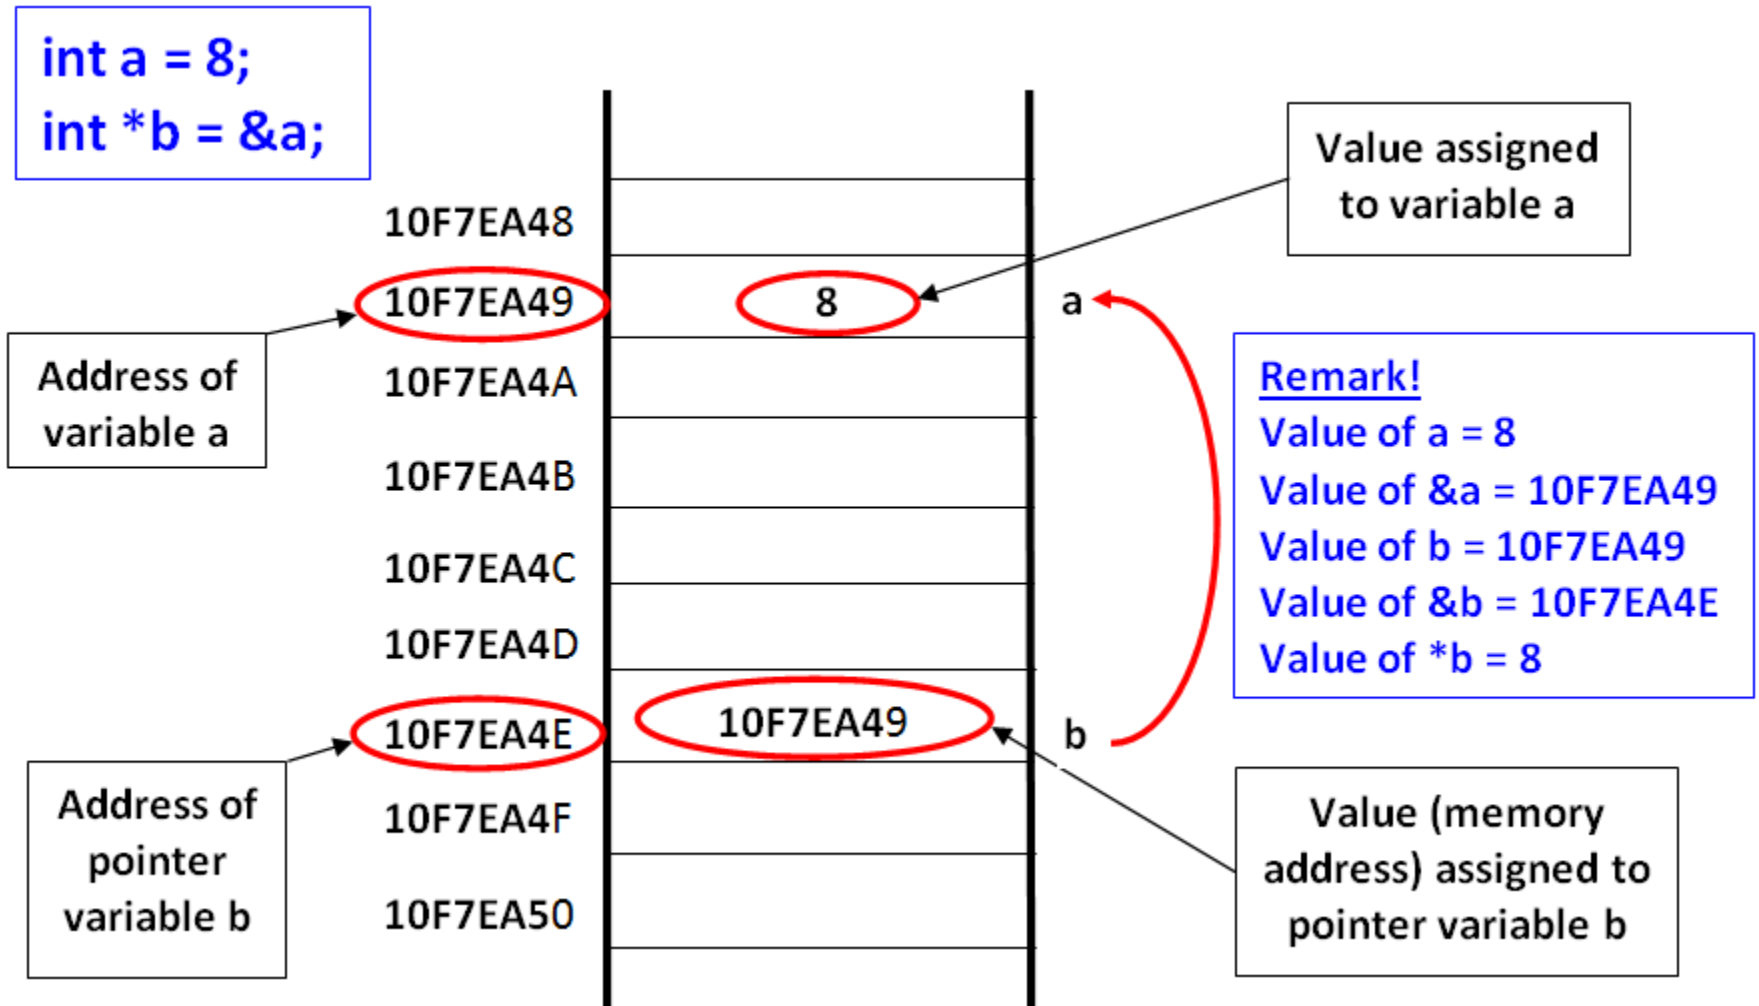 int a = 8;
int *b = &a;
10F7EA48
10F7EA49
10F7EA4A
10F7EA4B
10F7EA4C
10F7EA4D
10F7EA4E
10F7EA4F
10F7EA50
Address of
variable a
Address of
pointer
variable b
8
10F7EA49
a
b
Value assigned
to variable a
Remark!
Value of a = 8
Value of &a = 10F7EA49
Value of b = 10F7EA49
Value of &b = 10F7EA4E
Value of *b = 8
Value (memory
address) assigned to
pointer variable b